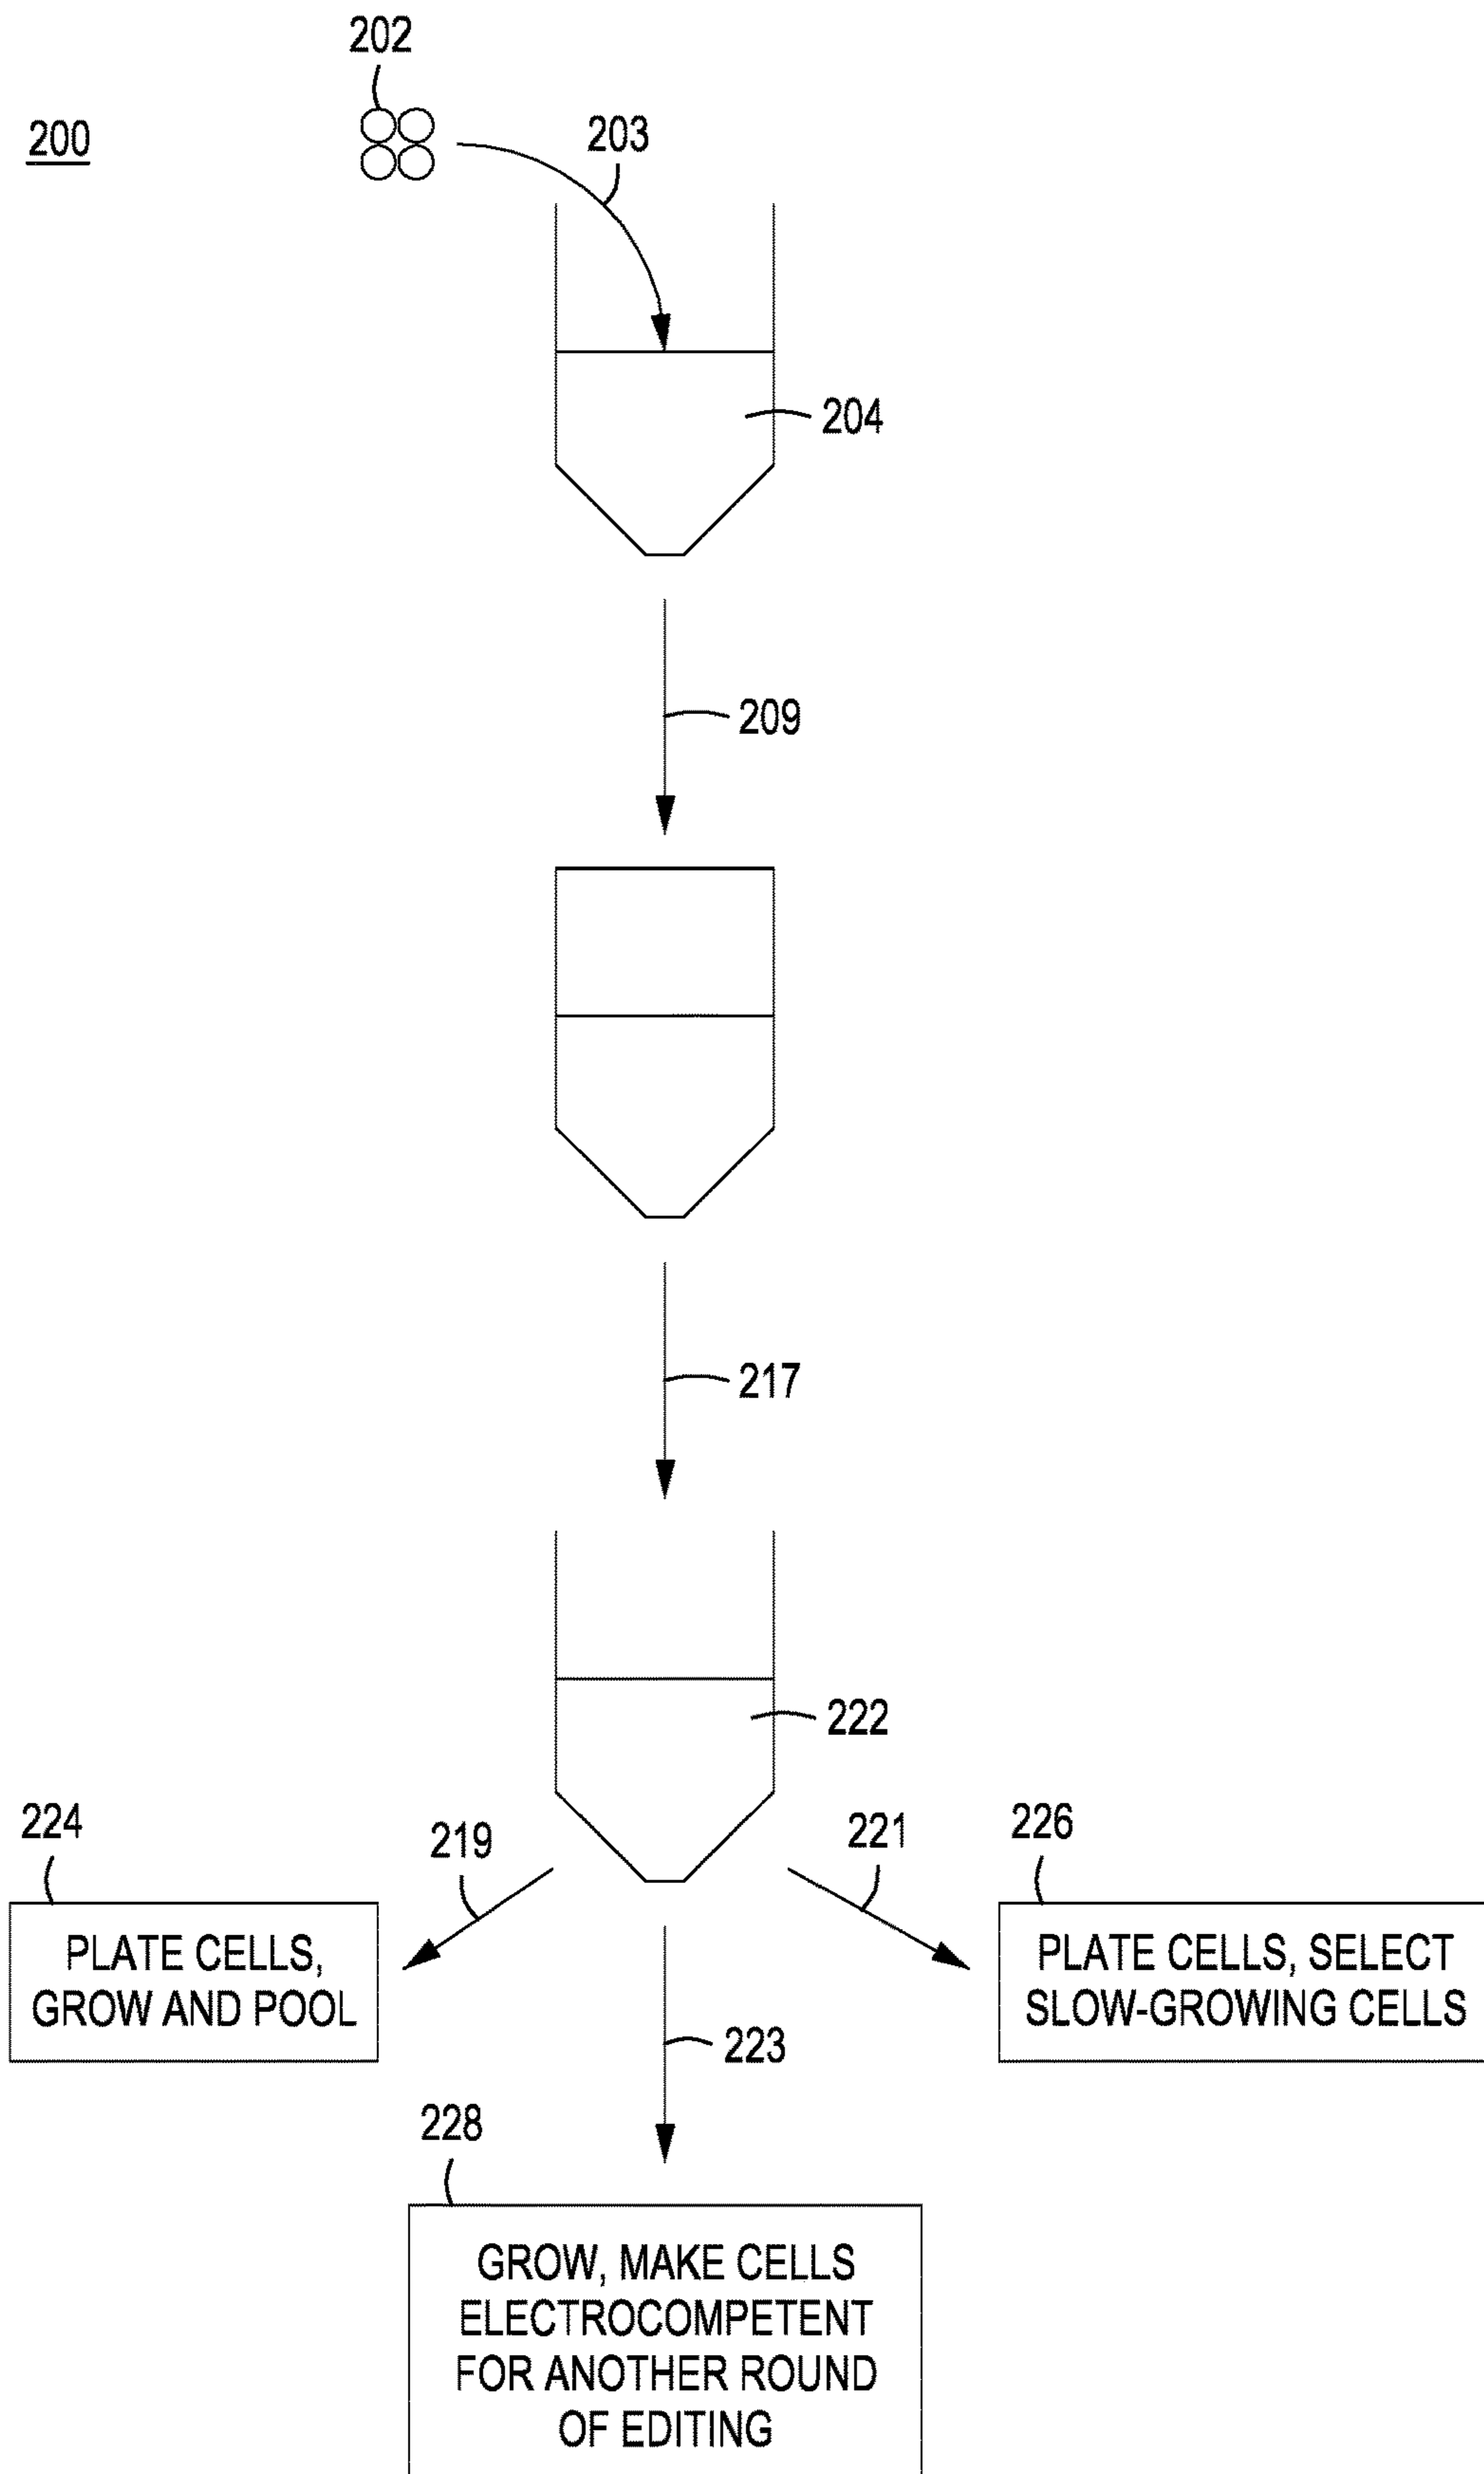 202
200
203
204
209
217
222
224
219
221
226
PLATE CELLS,
GROW AND POOL
PLATE CELLS, SELECT
SLOW-GROWING CELLS
223
228
GROW, MAKE CELLS
ELECTROCOMPETENT
FOR ANOTHER ROUND
OF EDITING